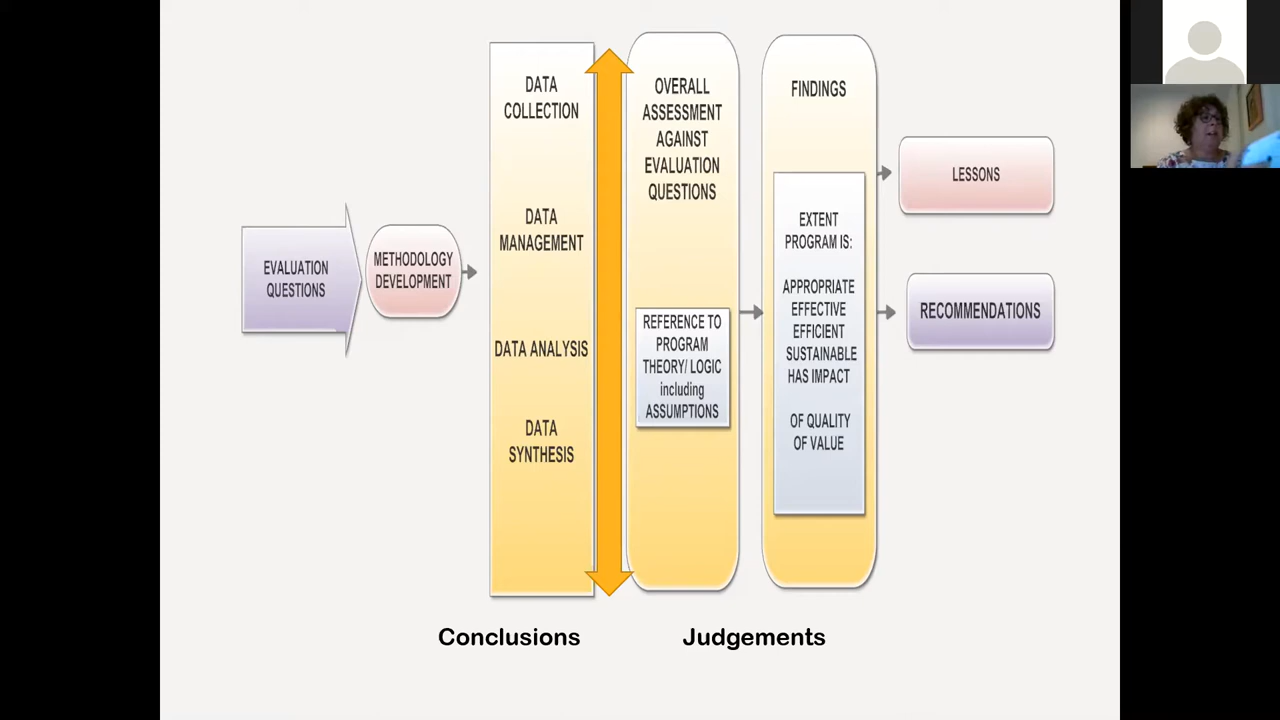 EVALUATION
QUESTIONS
METHODOLOGY
DEVELOPMENT
DATA
COLLECTION
DATA
MANAGEMENT
DATA ANALYSIS
DATA
SYNTHESIS
OVERALL
ASSESSMENT
AGAINST
EVALUATION
QUESTIONS
REFERENCE TO
PROGRAM
THEORY/ LOGIC
including
ASSUMPTIONS
FINDINGS
EXTENT
PROGRAM IS:
APPROPRIATE
EFFECTIVE
EFFICIENT
SUSTAINABLE
HAS IMPACT
OF QUALITY
OF VALUE
LESSONS
RECOMMENDATIONS
Conclusions
Judgements